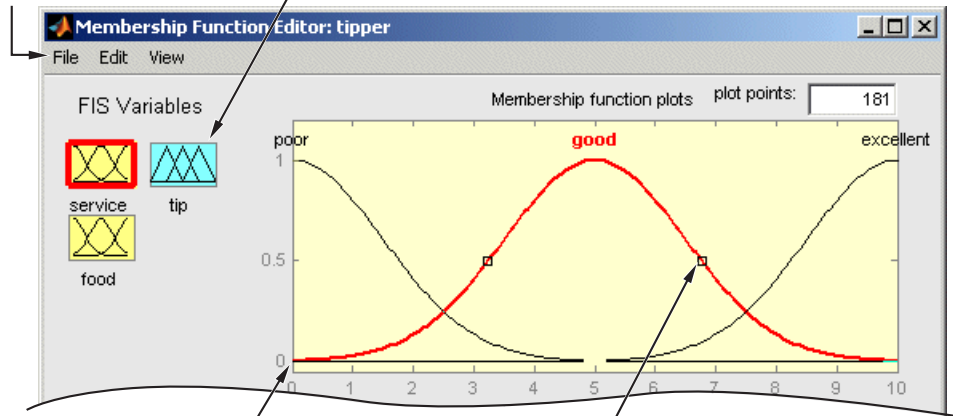 Membership Function Editor: tipper
File Edit View
FIS Variables
Membership function plots plot points: 181
poor good excellent
1
service tip
0.5
food
0
0 1 2 3 4 5 6 7 8 9 10